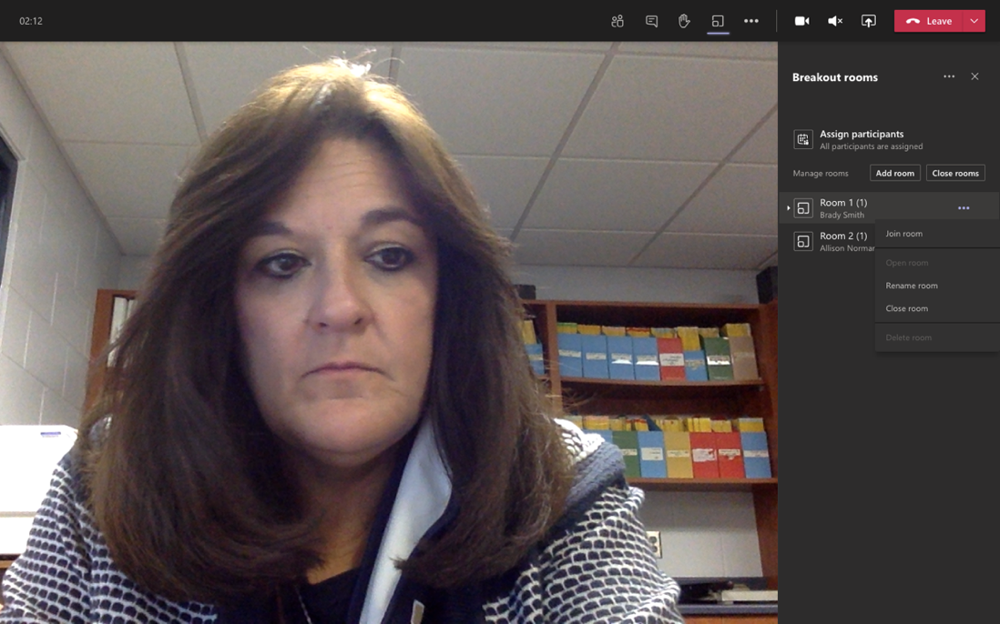 02:12
Leave
Breakout rooms
Assign participants
All participants are assigned
Manage rooms
Add room
Close rooms
Room 1 (1)
Brady Smith
Join room
Room 2 (1)
Allison Norman
Open room
Rename room
Close room
Delete room